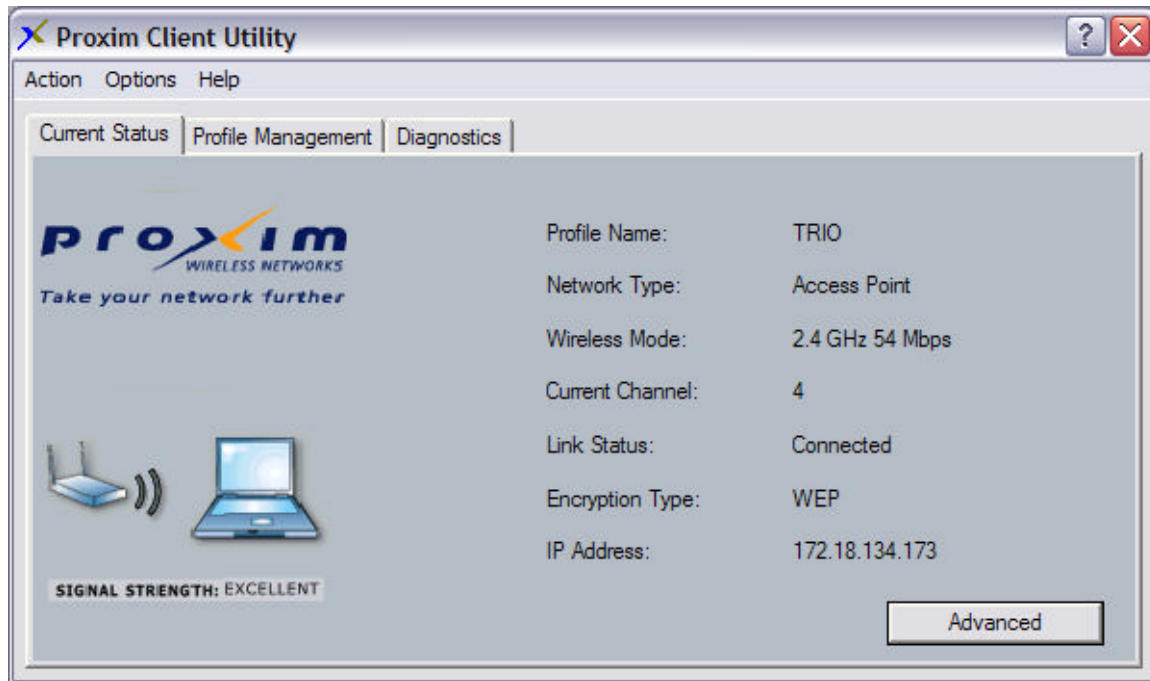 Proxim Client Utility
Action Options Help
Current Status Profile Management Diagnostics
proxim
WIRELESS NETWORKS
Take your network further
Profile Name: TRIO
Network Type: Access Point
Wireless Mode: 2.4 GHz 54 Mbps
Current Channel: 4
Link Status: Connected
Encryption Type: WEP
IP Address: 172.18.134.173
SIGNAL STRENGTH: EXCELLENT
Advanced